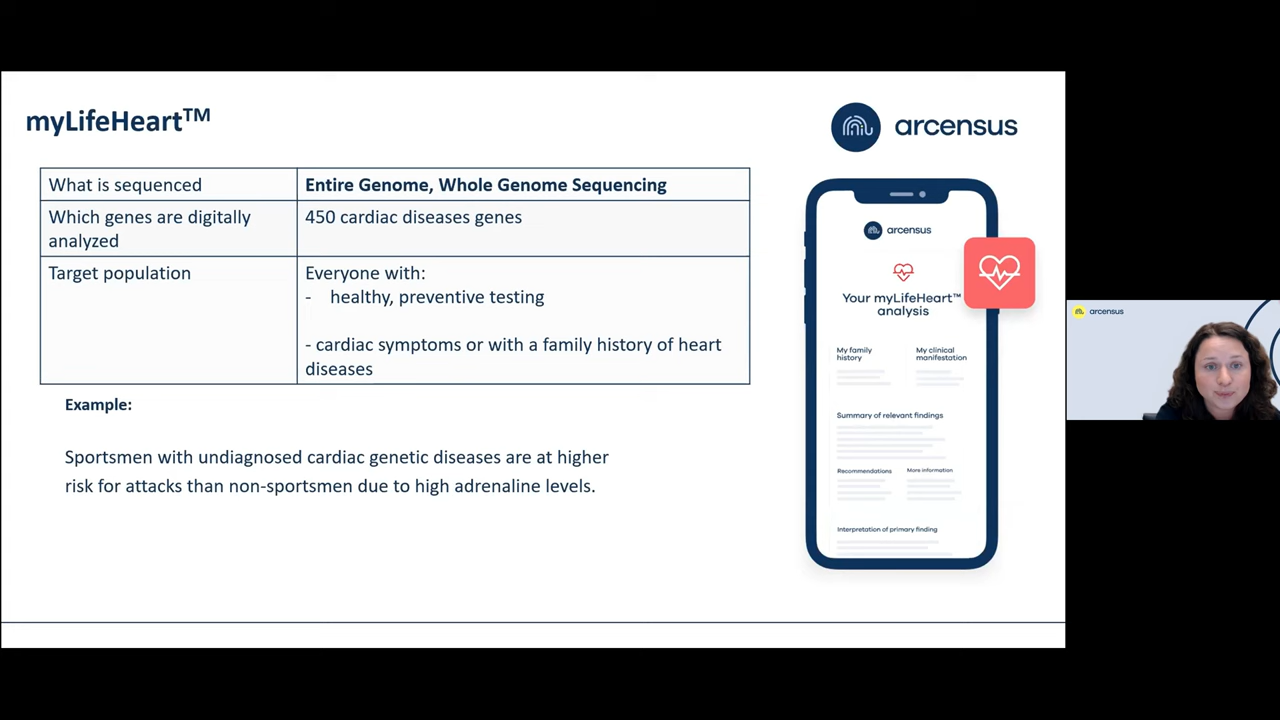 myLifeHeart™
arcensus
What is sequenced
Entire Genome, Whole Genome Sequencing
Which genes are digitally
analyzed
450 cardiac diseases genes
Target population
Everyone with:
- healthy, preventive testing
- cardiac symptoms or with a family history of heart
diseases
Example:
Sportsmen with undiagnosed cardiac genetic diseases are at higher
risk for attacks than non-sportsmen due to high adrenaline levels.
arcensus
Your myLifeHeart™
analysis
My family
history
My clinical
manifestation
Summary of relevant findings
Recommendations
More information
Interpretation of primary finding
arcensus